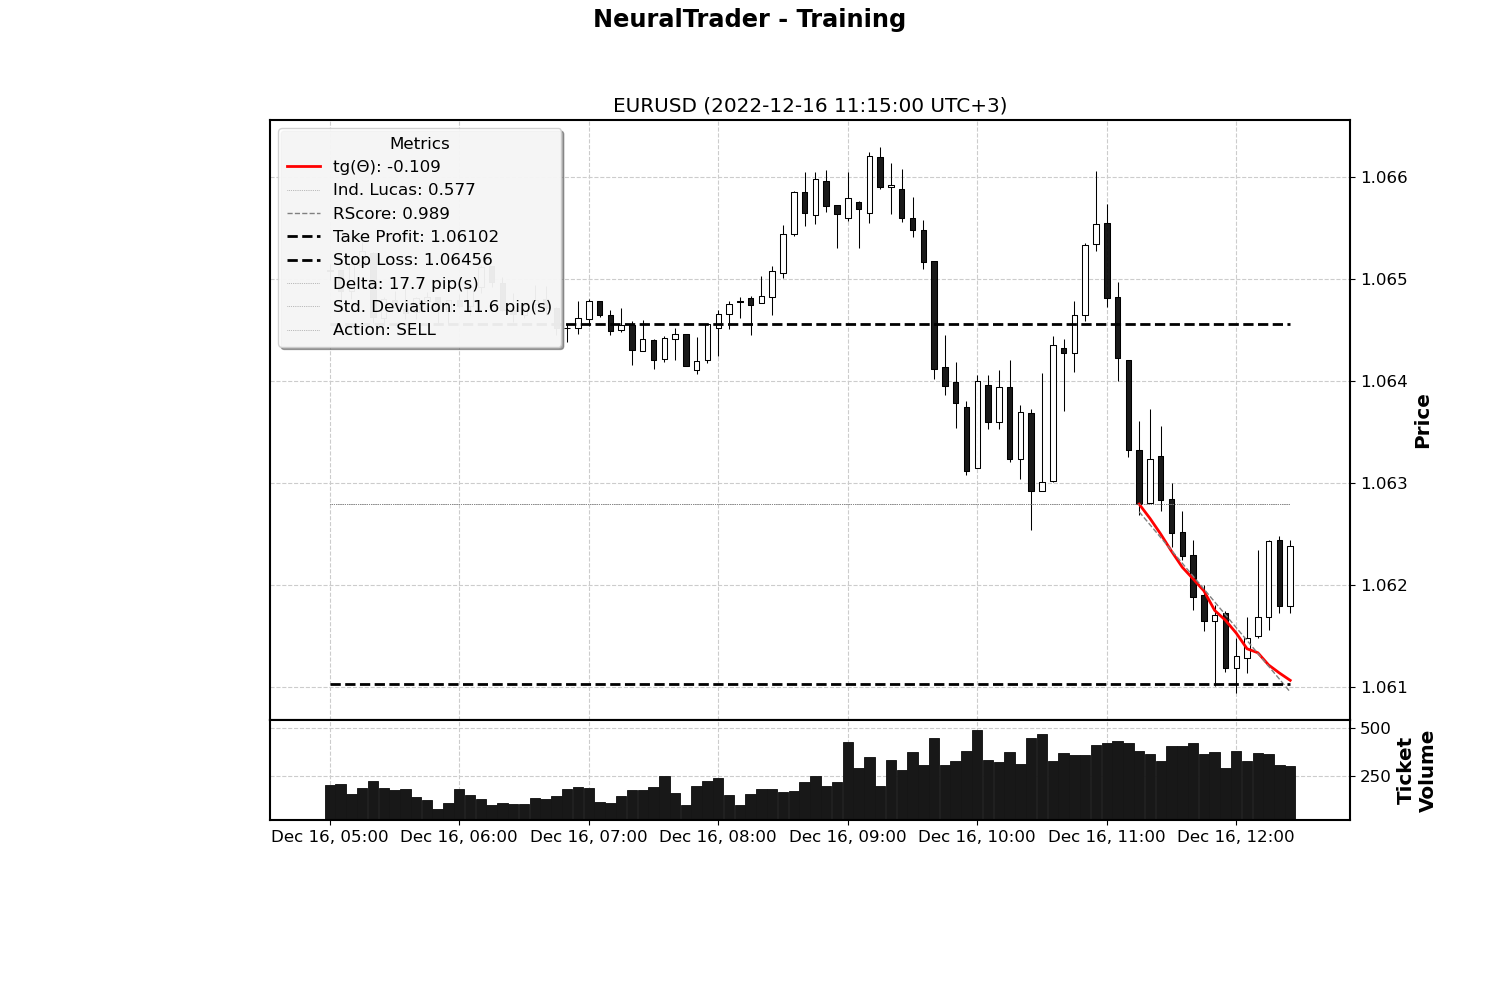 NeuralTrader - Training
EURUSD (2022-12-16 11:15:00 UTC+3)
Metrics
tg(Θ): -0.109
Ind. Lucas: 0.577
RScore: 0.989
Take Profit: 1.06102
Stop Loss: 1.06456
Delta: 17.7 pip(s)
Std. Deviation: 11.6 pip(s)
Action: SELL
1.066
1.065
1.064
1.063
1.062
1.061
Price
500
250
Ticket
Volume
Dec 16, 05:00
Dec 16, 06:00
Dec 16, 07:00
Dec 16, 08:00
Dec 16, 09:00
Dec 16, 10:00
Dec 16, 11:00
Dec 16, 12:00